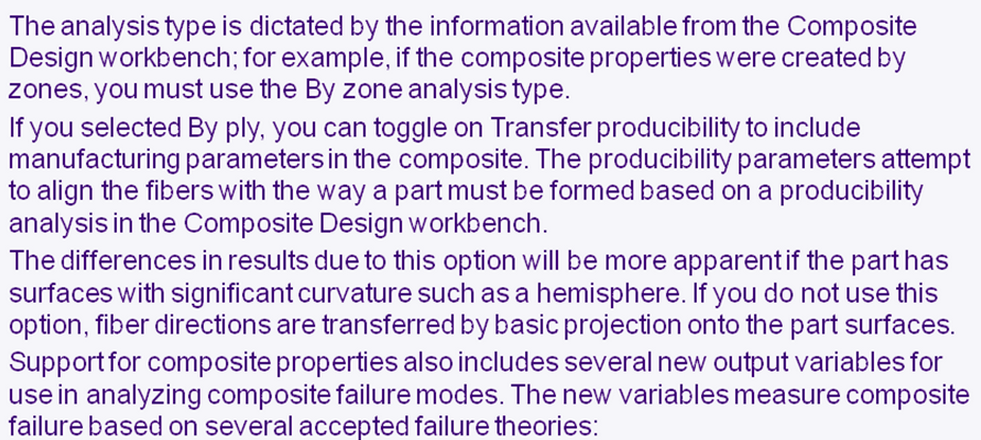 The analysis type is dictated by the information available from the Composite
Design workbench; for example, if the composite properties were created by
zones, you must use the By zone analysis type.
If you selected By ply, you can toggle on Transfer producibility to include
manufacturing parameters in the composite. The producibility parameters attempt
to align the fibers with the way a part must be formed based on a producibility
analysis in the Composite Design workbench.
The differences in results due to this option will be more apparent if the part has
surfaces with significant curvature such as a hemisphere. If you do not use this
option, fiber directions are transferred by basic projection onto the part surfaces.
Support for composite properties also includes several new output variables for
use in analyzing composite failure modes. The new variables measure composite
failure based on several accepted failure theories: